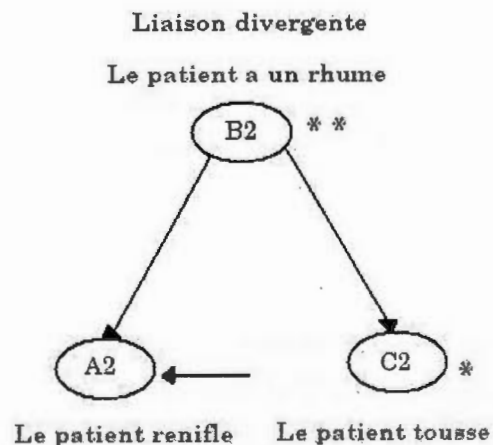 Liaison divergente
Le patient a un rhume
B2 * *
A2
C2 *
Le patient renifle
Le patient tousse